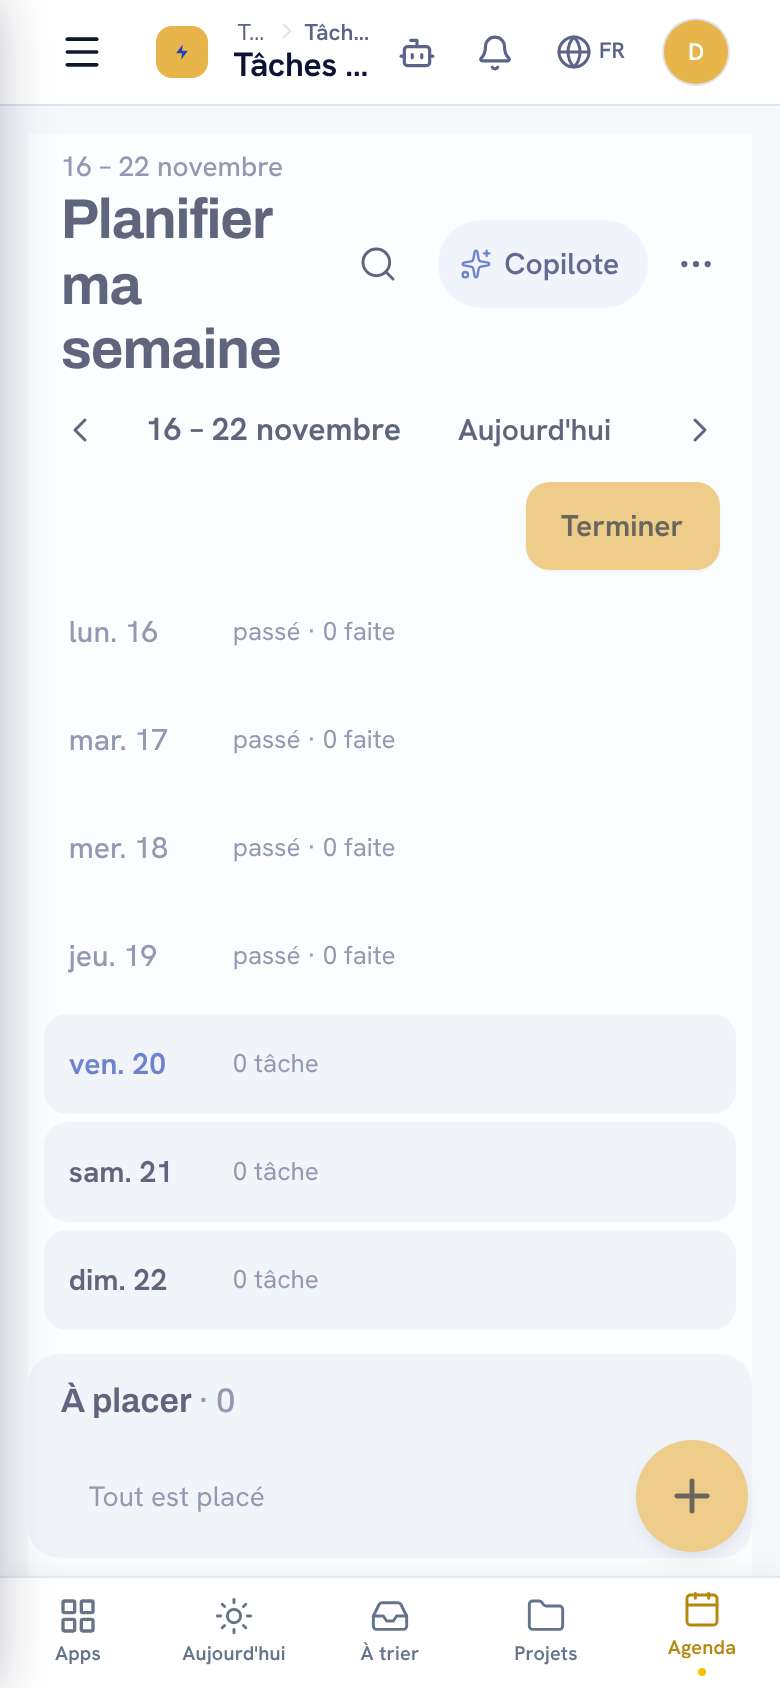 T... > Tâch...
Tâches ...
FR
D
16 – 22 novembre
Planifier
ma
semaine
Copilote
16 – 22 novembre
Aujourd'hui
Terminer
lun. 16 passé · 0 faite
mar. 17 passé · 0 faite
mer. 18 passé · 0 faite
jeu. 19 passé · 0 faite
ven. 20 0 tâche
sam. 21 0 tâche
dim. 22 0 tâche
À placer · 0
Tout est placé
Apps
Aujourd'hui
À trier
Projets
Agenda